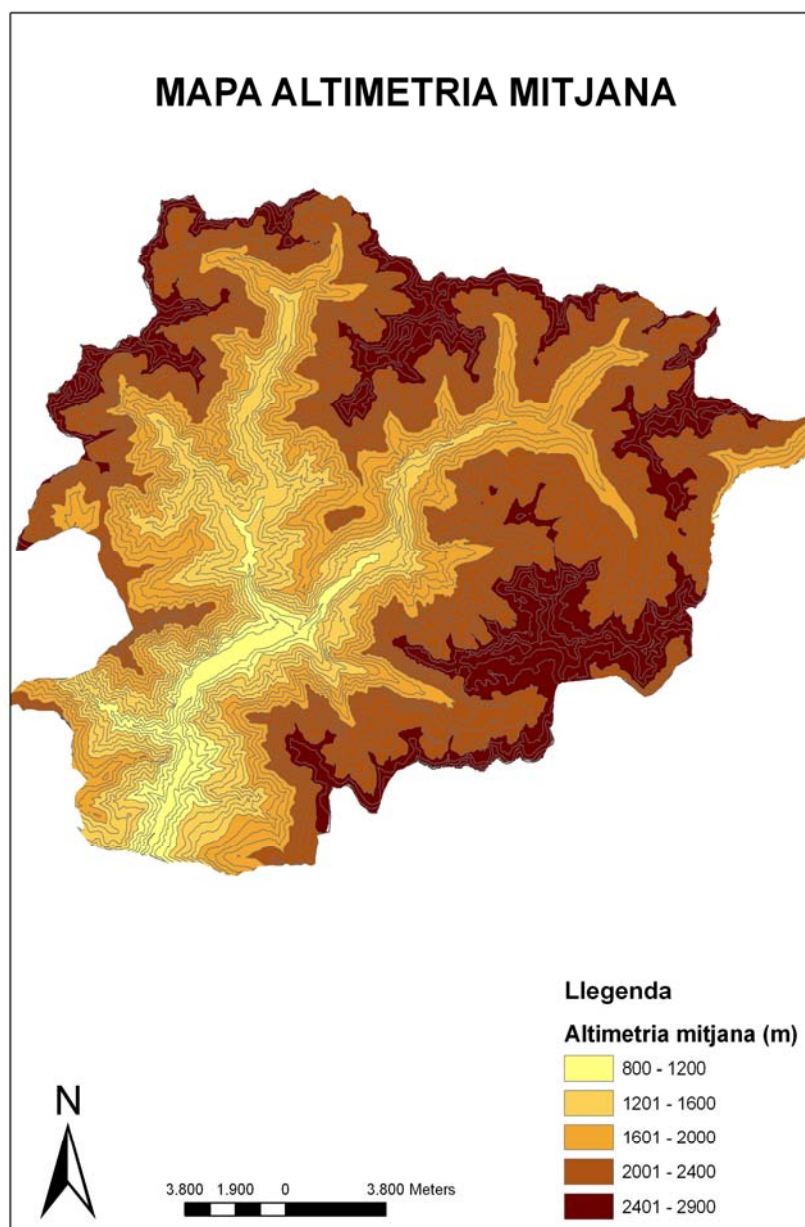 MAPA ALTIMETRIA MITJANA
Llegenda
Altimetria mitjana (m)
800 - 1200
1201 - 1600
1601 - 2000
2001 - 2400
2401 - 2900
N
3.800 1.900 0 3.800 Meters